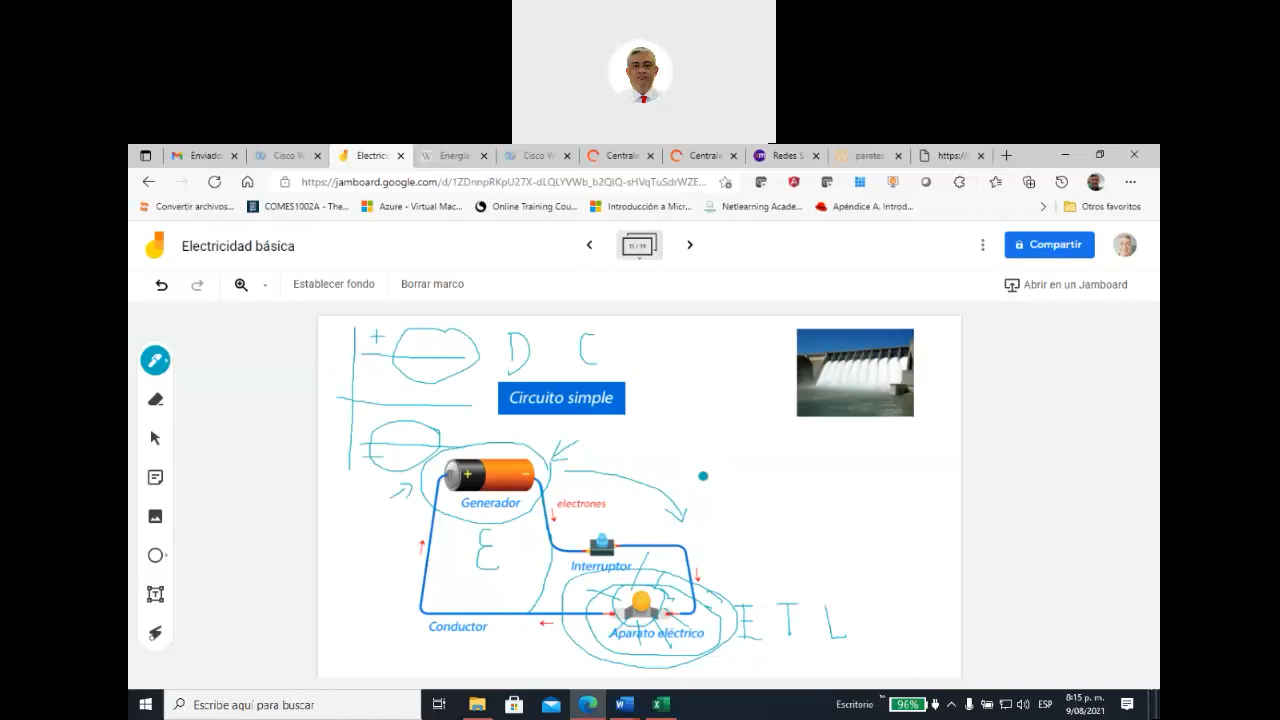 Enviado
Cisco W
Electrici
Energía
Cisco W
Centrale
Centrale
Redes S
paratec
https://
https://jamboard.google.com/d/1ZDnnpRKpU27X-dLQLYVWb_b2QIQ-sHVqTuSdrWZE...
Convertir archivos...
COMES1002A - The...
Azure - Virtual Mac...
Online Training Cou...
Introducción a Micr...
Netlearning Acade...
Apéndice A. Introd...
Otros favoritos
Electricidad básica
11 / 19
Compartir
Establecer fondo
Borrar marco
Abrir en un Jamboard
+ D C
Circuito simple
+ −
Generador
electrones
E
Interruptor
Aparato eléctrico
E T L
Conductor
Escribe aquí para buscar
Escritorio
96%
ESP
8:15 p. m.
9/08/2021